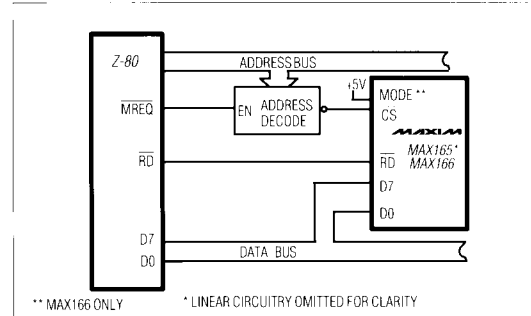 Z-80
ADDRESS BUS
+5V
MODE **
MREQ
EN
ADDRESS
DECODE
CS
MAXIM
MAX165*
MAX166
RD
RD
D7
D0
D7
D0
DATA BUS
** MAX166 ONLY
* LINEAR CIRCUITRY OMITTED FOR CLARITY